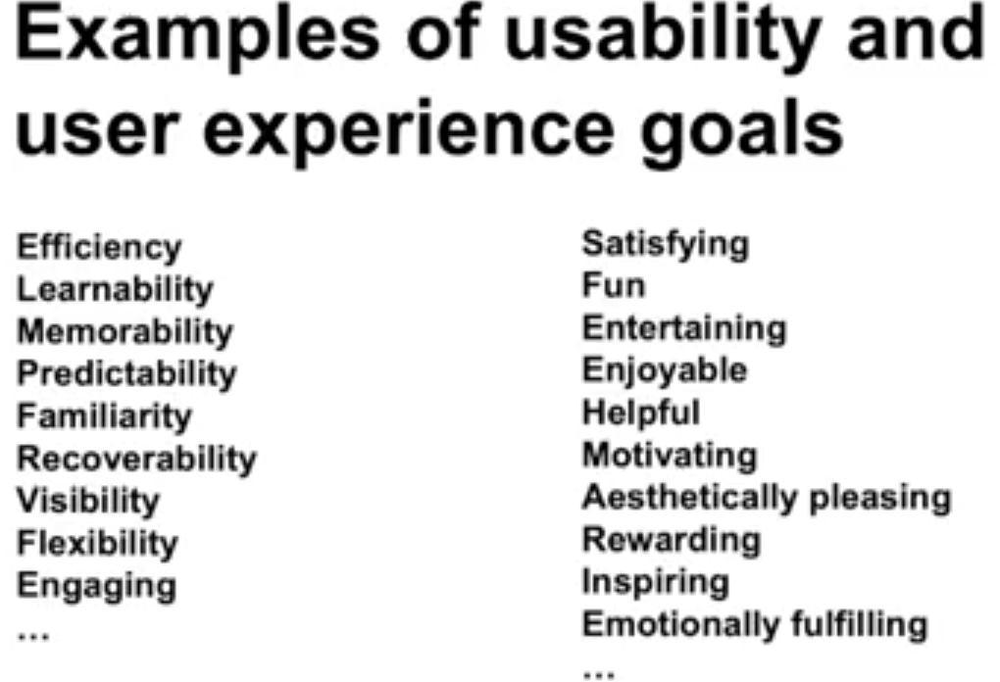 Examples of usability and
user experience goals
Efficiency
Learnability
Memorability
Predictability
Familiarity
Recoverability
Visibility
Flexibility
Engaging
...
Satisfying
Fun
Entertaining
Enjoyable
Helpful
Motivating
Aesthetically pleasing
Rewarding
Inspiring
Emotionally fulfilling
...